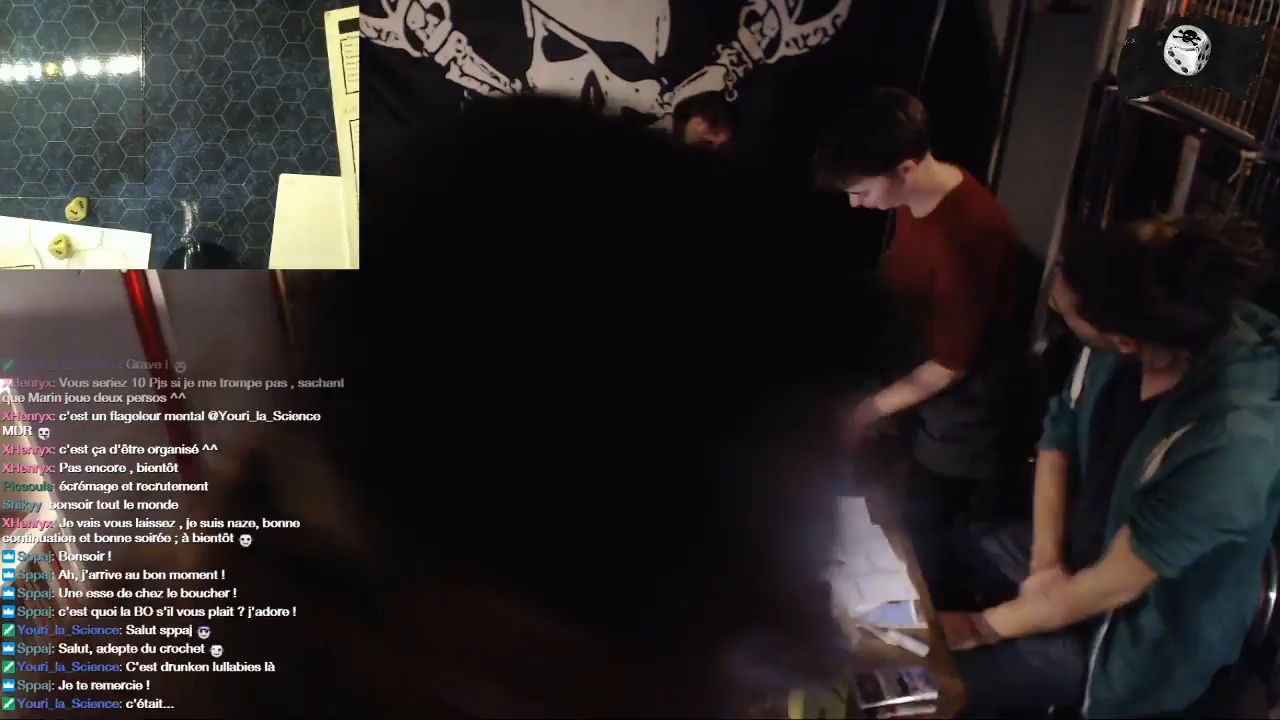 Grave !
XHenryx: Vous seriez 10 Pjs si je me trompe pas , sachant
que Marin joue deux persos ^^
XHenryx: c'est un flageleur mental @Youri_la_Science
MDR
XHenryx: c'est ça d'être organisé ^^
XHenryx: Pas encore , bientôt
Picsouls: écrémage et recrutement
Shikyy bonsoir tout le monde
XHenryx: Je vais vous laissez , je suis naze, bonne
continuation et bonne soirée ; à bientôt
Sppaj: Bonsoir !
Sppaj: Ah, j'arrive au bon moment !
Sppaj: Une esse de chez le boucher !
Sppaj: c'est quoi la BO s'il vous plait ? j'adore !
Youri_la_Science: Salut sppaj
Sppaj: Salut, adepte du crochet
Youri_la_Science: C'est drunken lullabies là
Sppaj: Je te remercie !
Youri_la_Science: c'était...